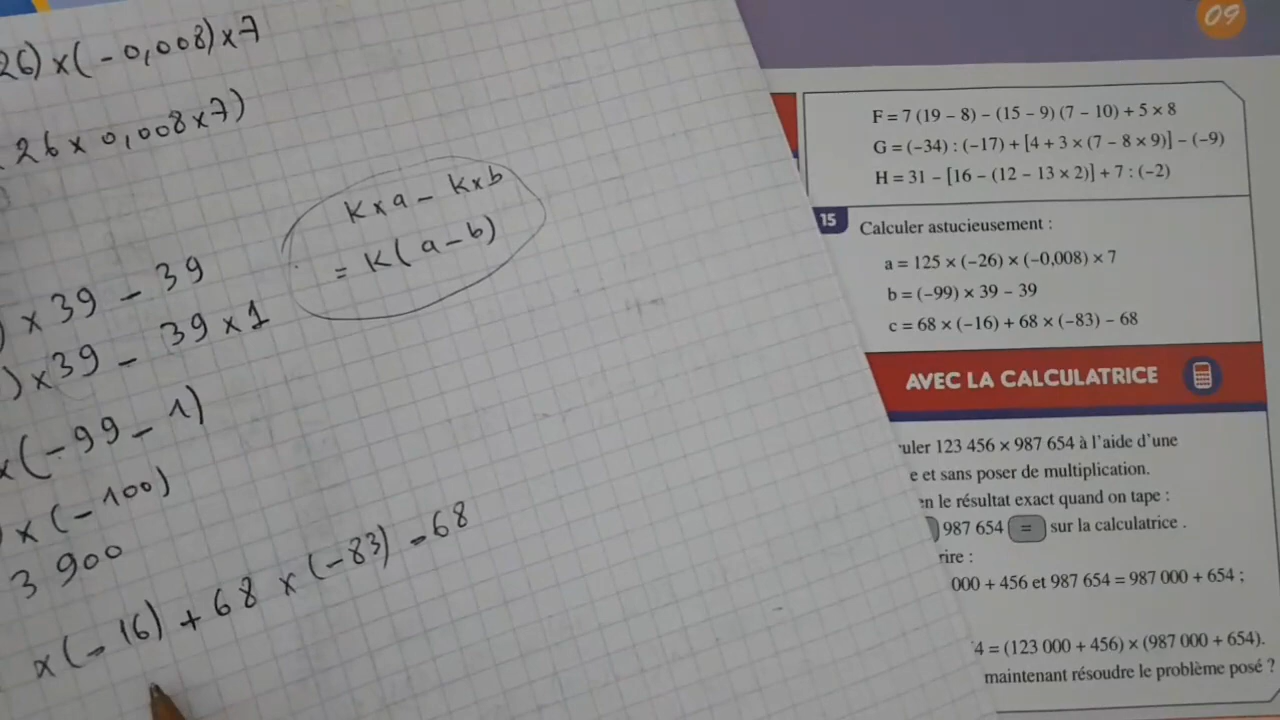 26) x (-0,008) x 7
26 x 0,008 x 7)
K x a - K x b
= K ( a - b )
) x 39 - 39
) x 39 - 39 x 1
x (-99 - 1)
x (-100)
3 900
x (-16) + 68 x (-83) - 68
09
F = 7 (19 – 8) – (15 – 9) (7 – 10) + 5 × 8
G = (–34) : (–17) + [4 + 3 × (7 – 8 × 9)] – (–9)
H = 31 – [16 – (12 – 13 × 2)] + 7 : (–2)
15 Calculer astucieusement :
a = 125 × (–26) × (–0,008) × 7
b = (–99) × 39 – 39
c = 68 × (–16) + 68 × (–83) – 68
AVEC LA CALCULATRICE
uler 123 456 × 987 654 à l'aide d'une
e et sans poser de multiplication.
en le résultat exact quand on tape :
987 654 = sur la calculatrice .
rire :
000 + 456 et 987 654 = 987 000 + 654 ;
4 = (123 000 + 456) × (987 000 + 654).
maintenant résoudre le problème posé ?